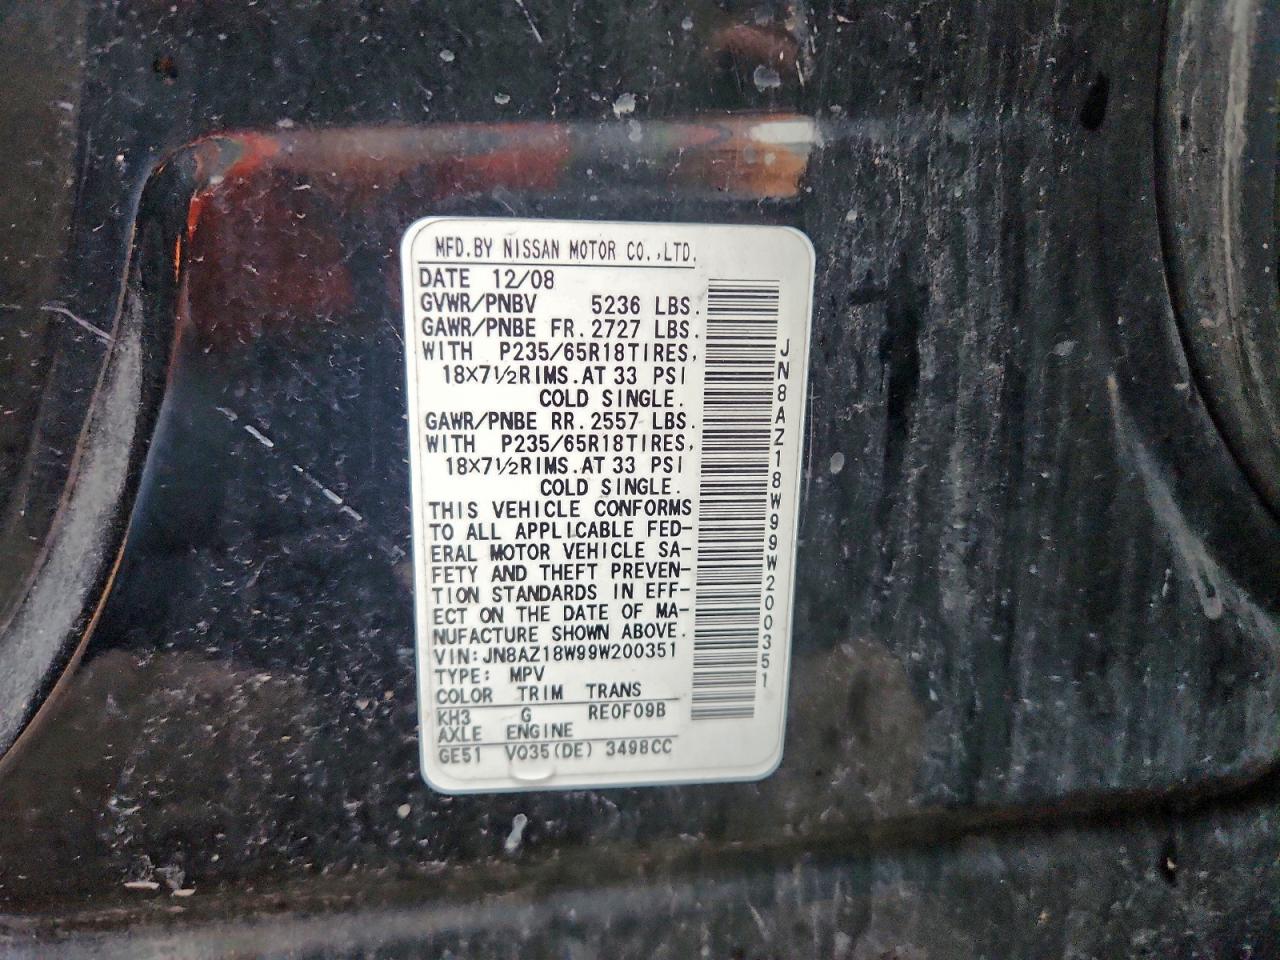 MFD.BY NISSAN MOTOR CO.,LTD.
DATE 12/08
GVWR/PNBV 5236 LBS.
GAWR/PNBE FR. 2727 LBS.
WITH P235/65R18TIRES,
18×7½RIMS.AT 33 PSI
COLD SINGLE.
GAWR/PNBE RR. 2557 LBS.
WITH P235/65R18TIRES,
18×7½RIMS.AT 33 PSI
COLD SINGLE.
THIS VEHICLE CONFORMS
TO ALL APPLICABLE FED-
ERAL MOTOR VEHICLE SA-
FETY AND THEFT PREVEN-
TION STANDARDS IN EFF-
ECT ON THE DATE OF MA-
NUFACTURE SHOWN ABOVE.
VIN:JN8AZ18W99W200351
TYPE: MPV
COLOR TRIM TRANS
KH3 G RE0F09B
AXLE ENGINE
GE51 VQ35(DE) 3498CC
JN8AZ18W99W200351